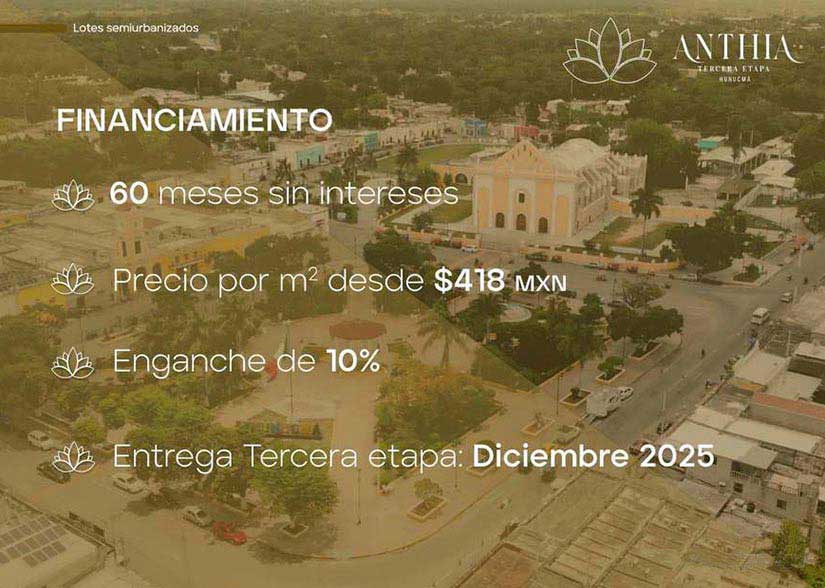 Lotes semiurbanizados
ANTHIA
TERCERA ETAPA
HUNUCMÁ
FINANCIAMIENTO
60 meses sin intereses
Precio por m² desde $418 MXN
Enganche de 10%
Entrega Tercera etapa: Diciembre 2025